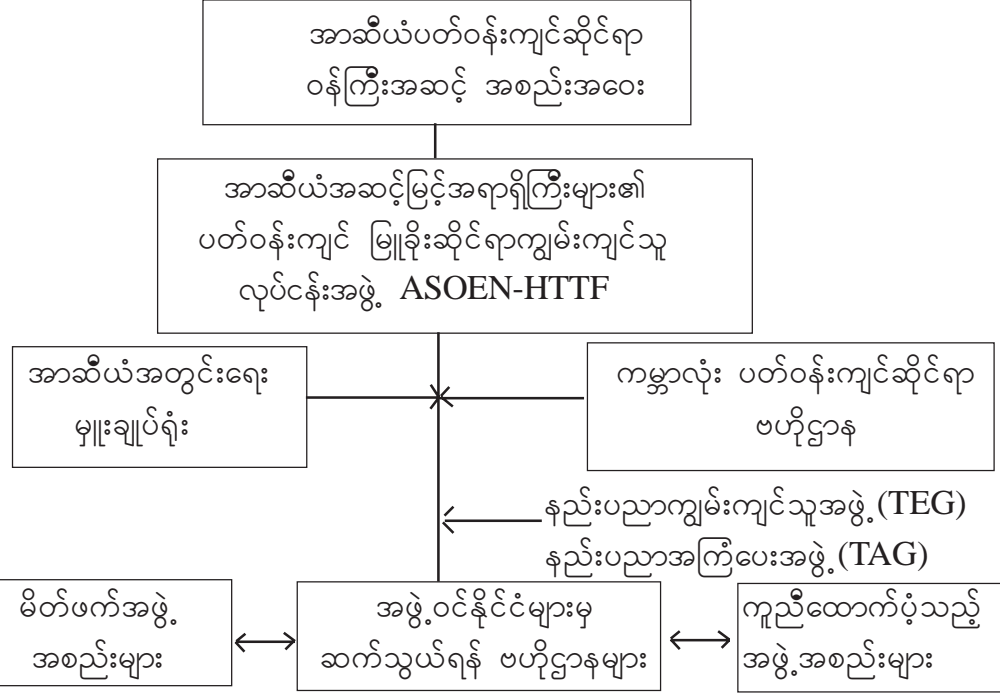 အာဆီယံပတ်ဝန်းကျင်ဆိုင်ရာ
ဝန်ကြီးအဆင့် အစည်းအဝေး
အာဆီယံအဆင့်မြင့်အရာရှိကြီးများ၏
ပတ်ဝန်းကျင် မြူခိုးဆိုင်ရာကျွမ်းကျင်သူ
လုပ်ငန်းအဖွဲ့ ASOEN-HTTF
အာဆီယံအတွင်းရေး
မှူးချုပ်ရုံး
ကမ္ဘာလုံး ပတ်ဝန်းကျင်ဆိုင်ရာ
ဗဟိုဌာန
နည်းပညာကျွမ်းကျင်သူအဖွဲ့ (TEG)
နည်းပညာအကြံပေးအဖွဲ့ (TAG)
မိတ်ဖက်အဖွဲ့
အစည်းများ
အဖွဲ့ဝင်နိုင်ငံများမှ
ဆက်သွယ်ရန် ဗဟိုဌာနများ
ကူညီထောက်ပံ့သည့်
အဖွဲ့အစည်းများ